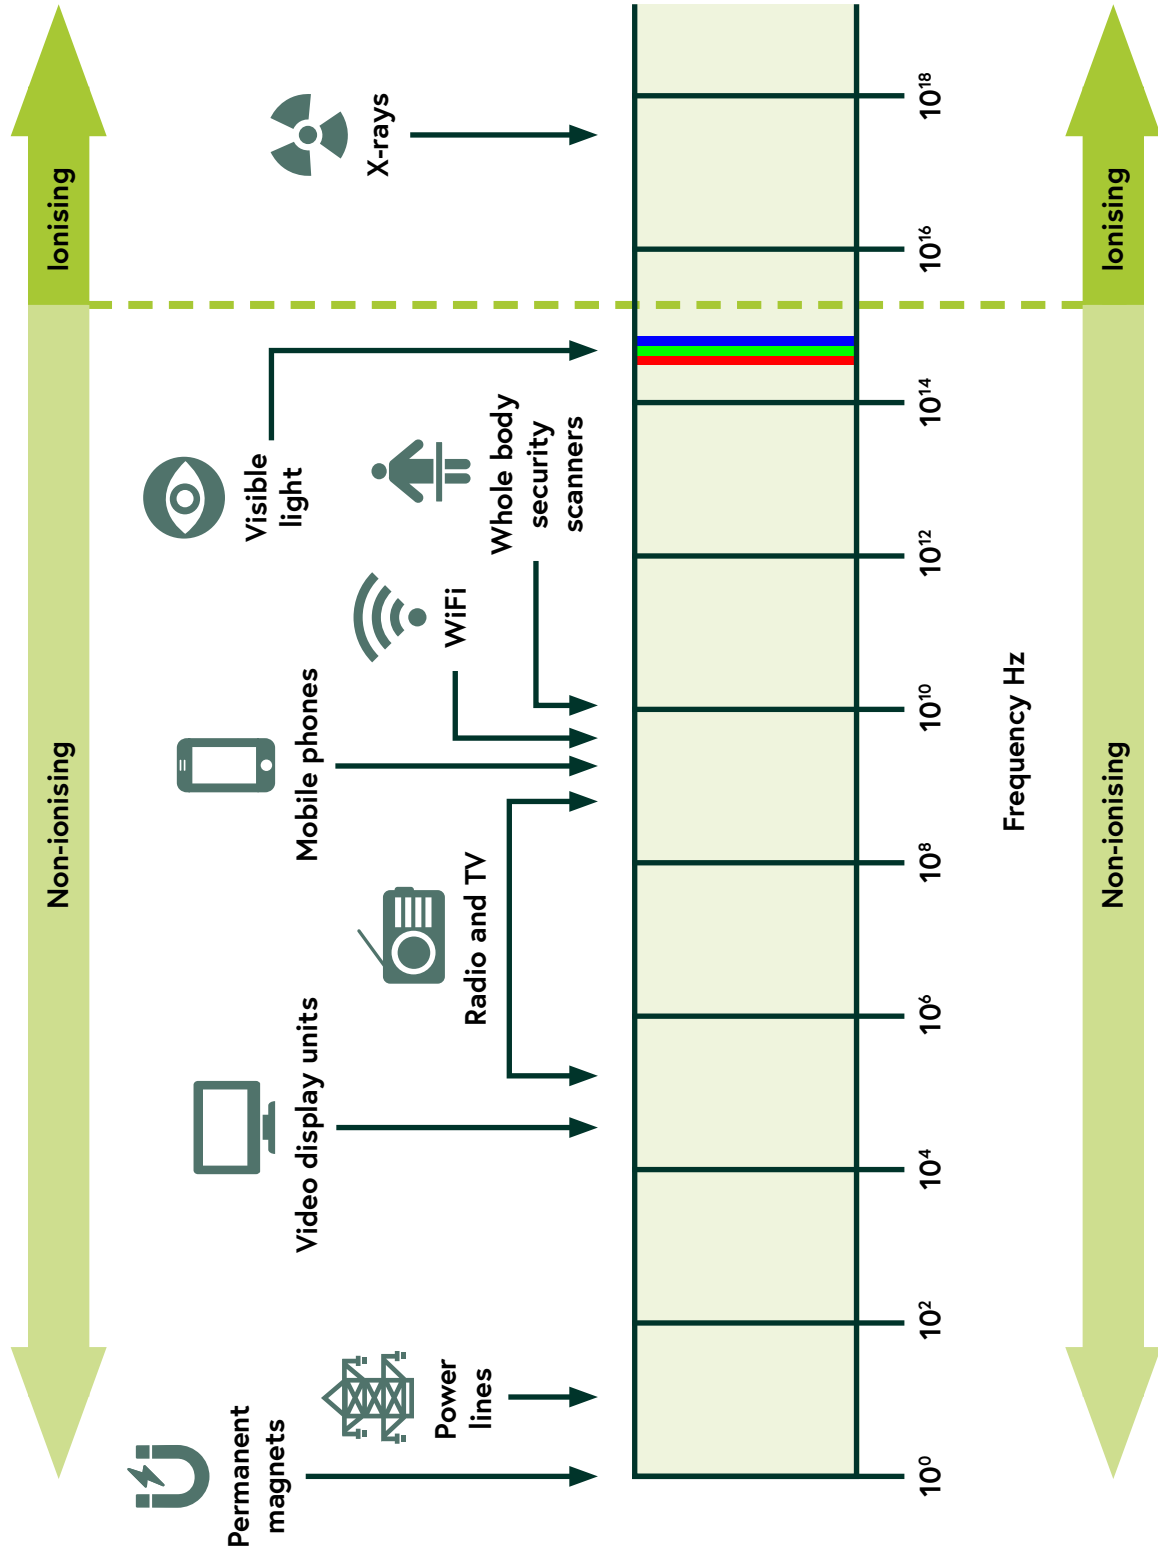 Non-ionising
Ionising
Permanent
magnets
Power
lines
Video display units
Radio and TV
Mobile phones
WiFi
Whole body
security
scanners
Visible
light
X-rays
10⁰
10²
10⁴
10⁶
10⁸
10¹⁰
10¹²
10¹⁴
10¹⁶
10¹⁸
Frequency Hz
Non-ionising
Ionising